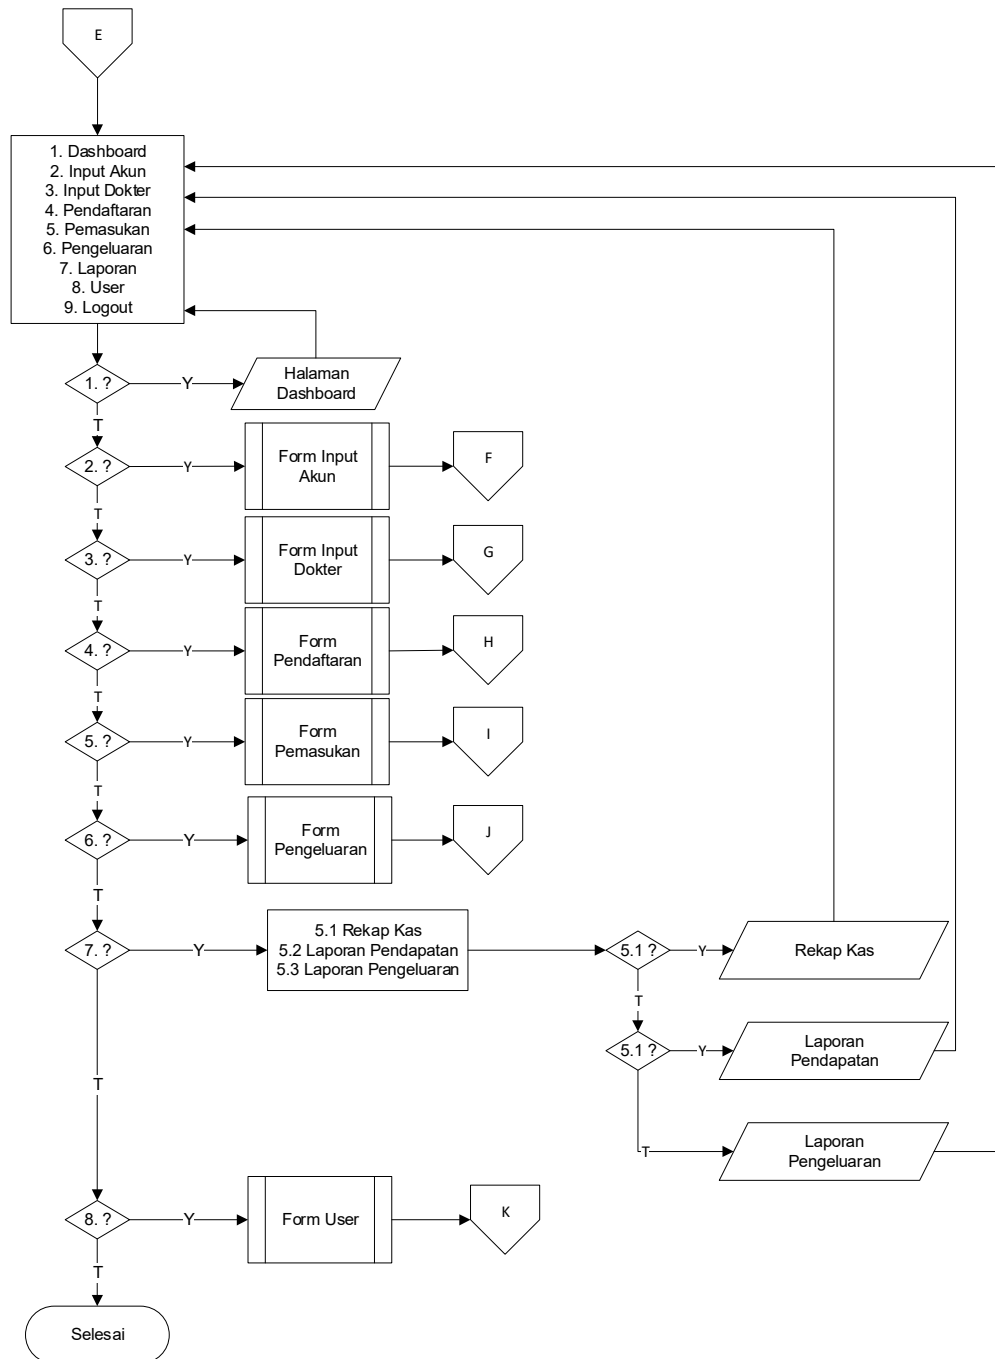 E
1. Dashboard
2. Input Akun
3. Input Dokter
4. Pendaftaran
5. Pemasukan
6. Pengeluaran
7. Laporan
8. User
9. Logout
1. ?
Y
Halaman
Dashboard
T
2. ?
Y
Form Input
Akun
F
T
3. ?
Y
Form Input
Dokter
G
T
4. ?
Y
Form
Pendaftaran
H
T
5. ?
Y
Form
Pemasukan
I
T
6. ?
Y
Form
Pengeluaran
J
T
7. ?
Y
5.1 Rekap Kas
5.2 Laporan Pendapatan
5.3 Laporan Pengeluaran
5.1 ?
Y
Rekap Kas
T
5.1 ?
Y
Laporan
Pendapatan
T
Laporan
Pengeluaran
T
8. ?
Y
Form User
K
T
Selesai